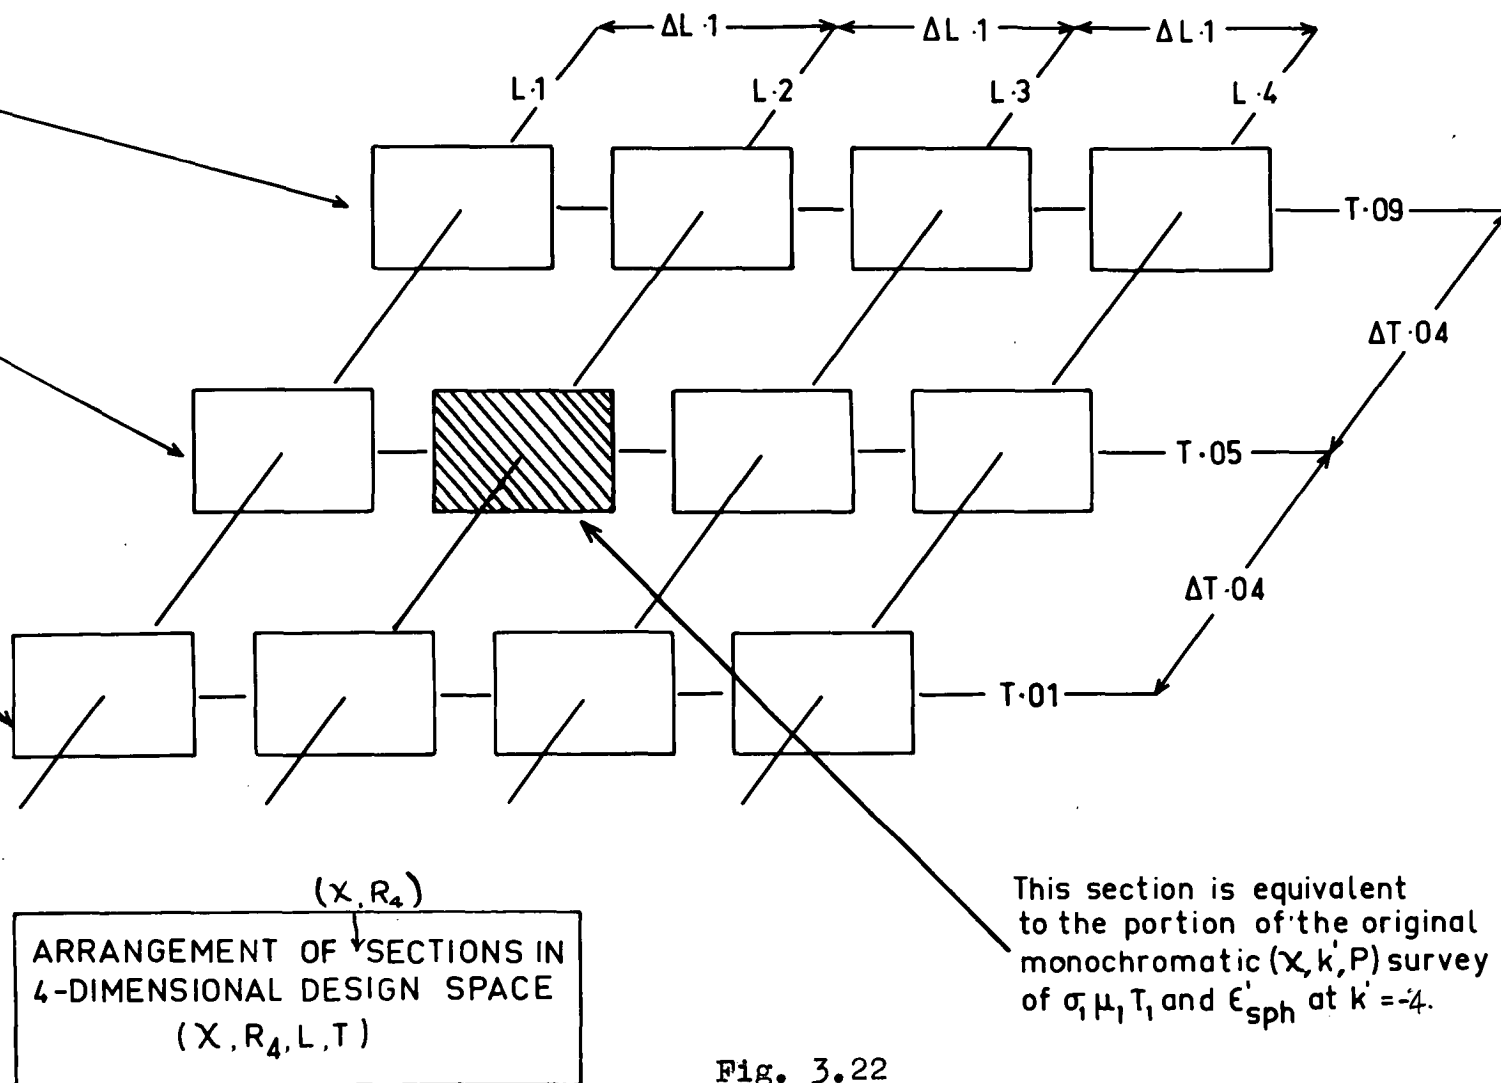 ΔL ·1 ΔL ·1 ΔL ·1
L·1 L·2 L·3 L·4
T·09
ΔT·04
T·05
ΔT·04
T·01
(χ, R₄)
ARRANGEMENT OF SECTIONS IN
4-DIMENSIONAL DESIGN SPACE
(χ, R₄, L, T)
This section is equivalent
to the portion of the original
monochromatic (χ, k', P) survey
of σ₁ μ₁ T₁ and ε'sph at k' = -4.
Fig. 3.22